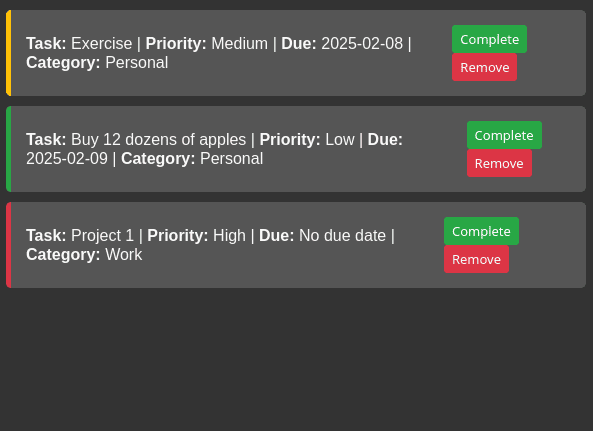 Task: Exercise | Priority: Medium | Due: 2025-02-08 |
Category: Personal
Complete
Remove
Task: Buy 12 dozens of apples | Priority: Low | Due:
2025-02-09 | Category: Personal
Complete
Remove
Task: Project 1 | Priority: High | Due: No due date |
Category: Work
Complete
Remove